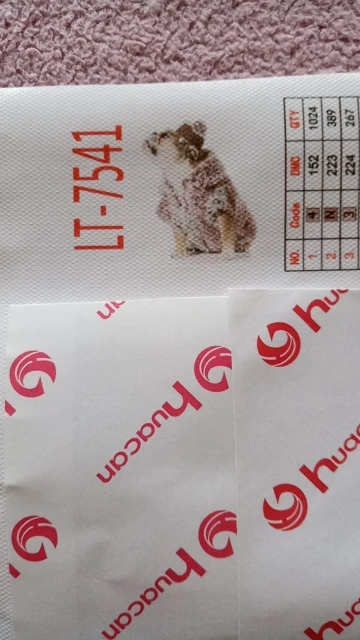 LT-7541
NO. Code DMC QTY
1. 4 152 1024
2. N 223 389
3. 3 224 267
huacan
huacan
huacan